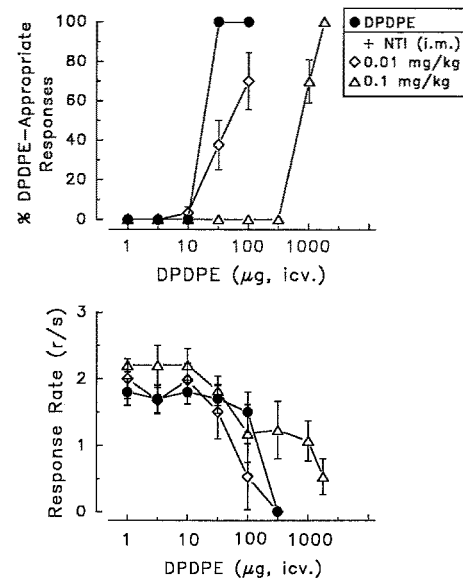 ● DPDPE
+ NTI (i.m.)
◇ 0.01 mg/kg
△ 0.1 mg/kg
100
80
60
40
20
0
% DPDPE-Appropriate
Responses
1 10 100 1000
DPDPE (μg, icv.)
3
2
1
0
Response Rate (r/s)
1 10 100 1000
DPDPE (μg, icv.)